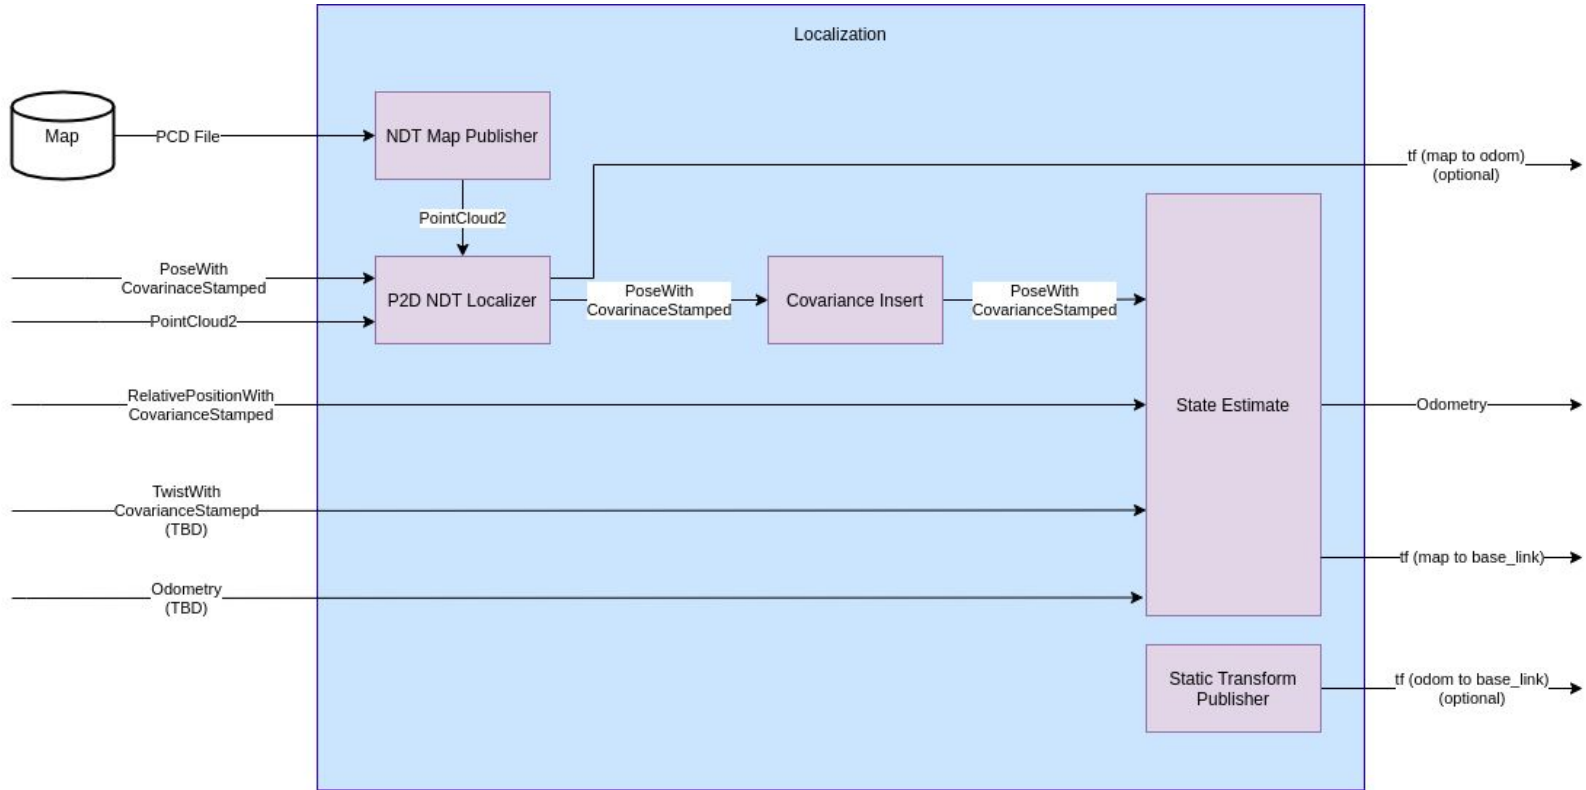 Localization
Map
PCD File
NDT Map Publisher
tf (map to odom)
(optional)
PointCloud2
PoseWith
CovarinaceStamped
P2D NDT Localizer
PoseWith
CovarinaceStamped
Covariance Insert
PoseWith
CovarianceStamped
PointCloud2
RelativePositionWith
CovarianceStamped
State Estimate
Odometry
TwistWith
CovarianceStamepd
(TBD)
tf (map to base_link)
Odometry
(TBD)
Static Transform
Publisher
tf (odom to base_link)
(optional)